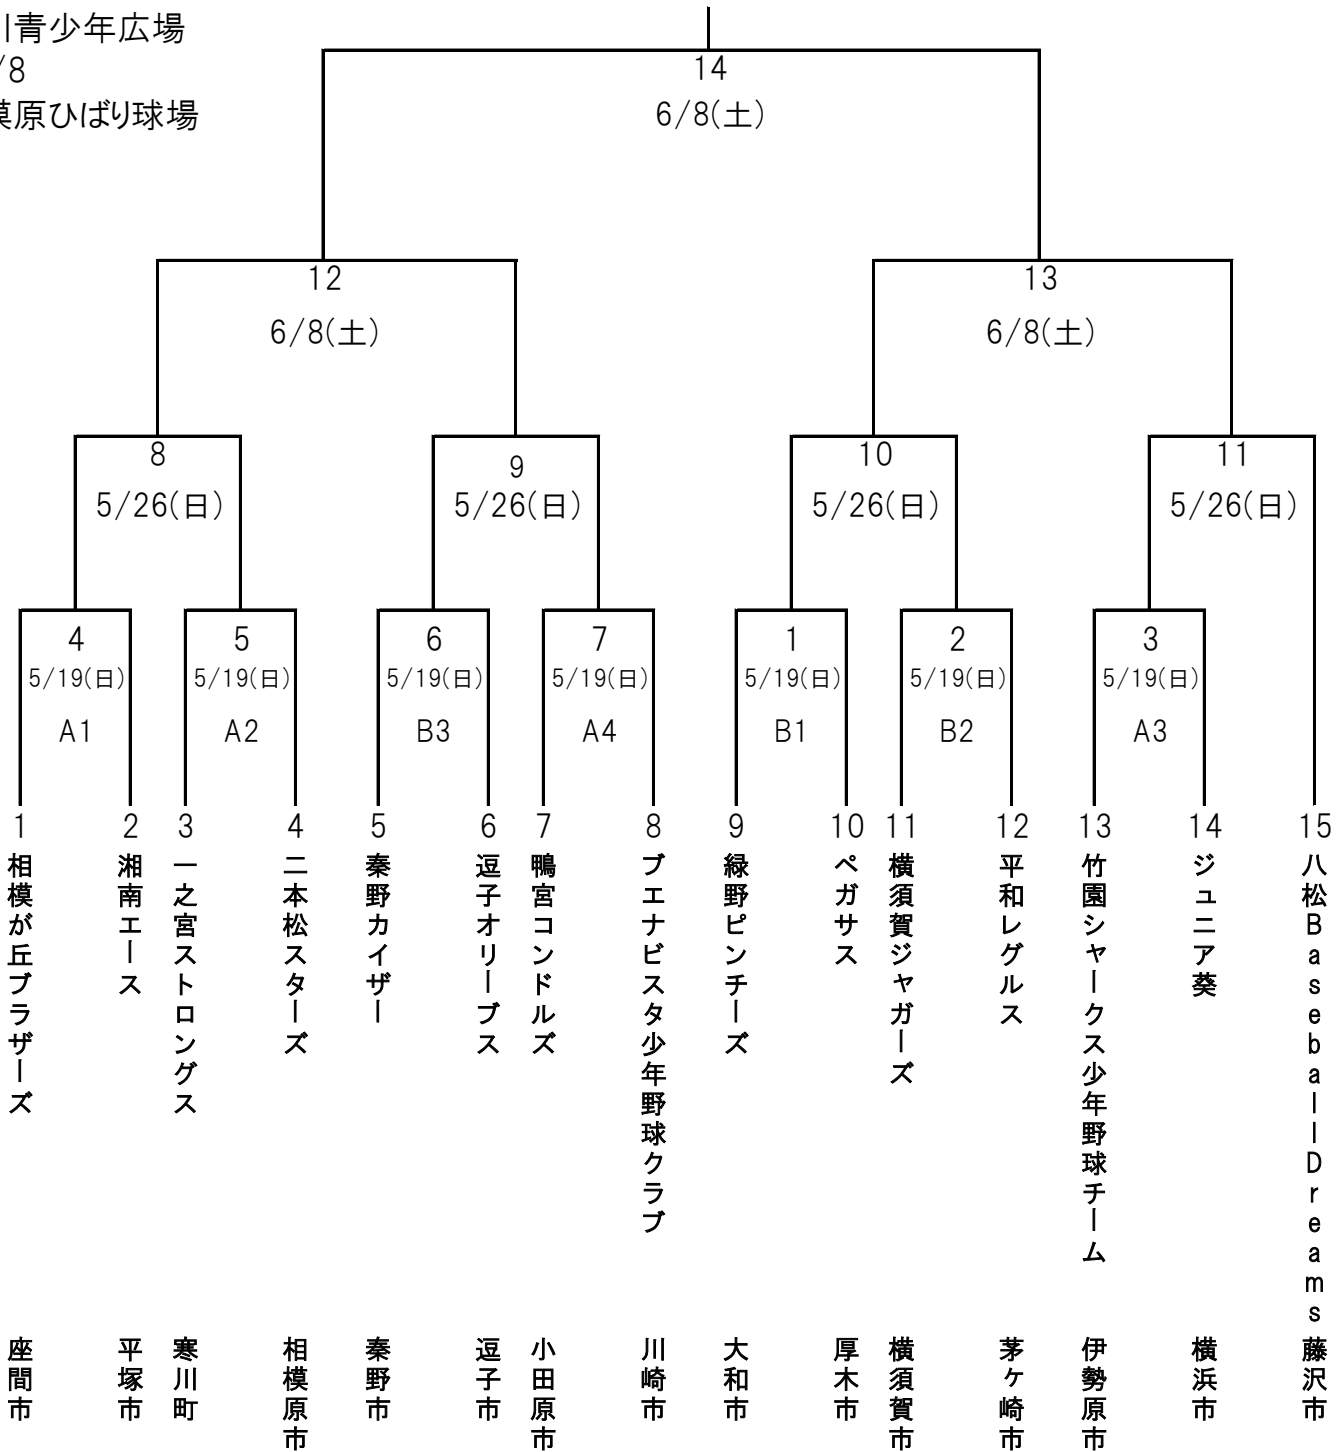 川青少年広場
/8
模原ひばり球場
14
6/8(土)
12
6/8(土)
13
6/8(土)
8
5/26(日)
9
5/26(日)
10
5/26(日)
11
5/26(日)
4
5/19(日)
A1
5
5/19(日)
A2
6
5/19(日)
B3
7
5/19(日)
A4
1
5/19(日)
B1
2
5/19(日)
B2
3
5/19(日)
A3
1
相模が丘ブラザーズ
座間市
2
湘南エース
平塚市
3
一之宮ストロングス
寒川町
4
二本松スターズ
相模原市
5
秦野カイザー
秦野市
6
逗子オリーブス
逗子市
7
鴨宮コンドルズ
小田原市
8
ブエナビスタ少年野球クラブ
川崎市
9
緑野ピンチーズ
大和市
10
ペガサス
厚木市
11
横須賀ジャガーズ
横須賀市
12
平和レグルス
茅ヶ崎市
13
竹園シャークス少年野球チーム
伊勢原市
14
ジュニア葵
横浜市
15
八松BaseballDreams
藤沢市